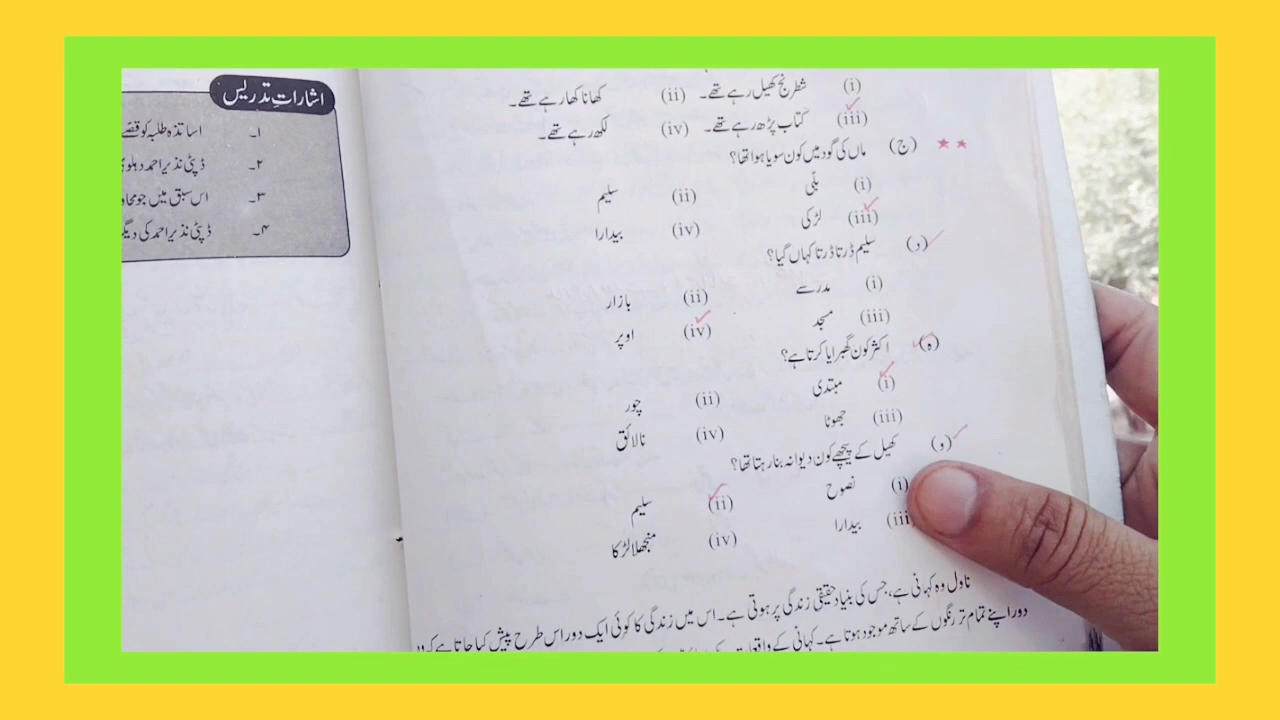 (i) شطرنج کھیل رہے تھے۔ (ii) کھانا کھا رہے تھے۔
(iii) کتاب پڑھ رہے تھے۔ (iv) لکھ رہے تھے۔
(ج) ماں کی گود میں کون سویا ہوا تھا؟
(i) بلّی (ii) سلیم
(iii) لڑکی (iv) بیدارا
(د) سلیم ڈرتا ڈرتا کہاں گیا؟
(i) مدرسے (ii) بازار
(iii) مسجد (iv) اوپر
(ہ) اکثر کون گھبرایا کرتا ہے؟
(i) مبتدی (ii) چور
(iii) جھوٹا (iv) نالائق
(و) کھیل کے پیچھے کون دیوانہ بنا رہتا تھا؟
(i) نصوح (ii) سلیم
(iii) بیدارا (iv) منجھلا لڑکا
ناول وہ کہانی ہے، جس کی بنیاد حقیقی زندگی پر ہوتی ہے۔ اس میں زندگی کا کوئی ایک دور اس طرح پیش کیا جاتا ہے کہ وہ
دور اپنے تمام تر رنگوں کے ساتھ موجود ہوتا ہے۔ کہانی کے واقعات
اشاراتِ تدریس
۱۔ اساتذہ طلبہ کو قصّے
۲۔ ڈپٹی نذیر احمد دہلوی
۳۔ اس سبق میں جو
۴۔ ڈپٹی نذیر احمد کی